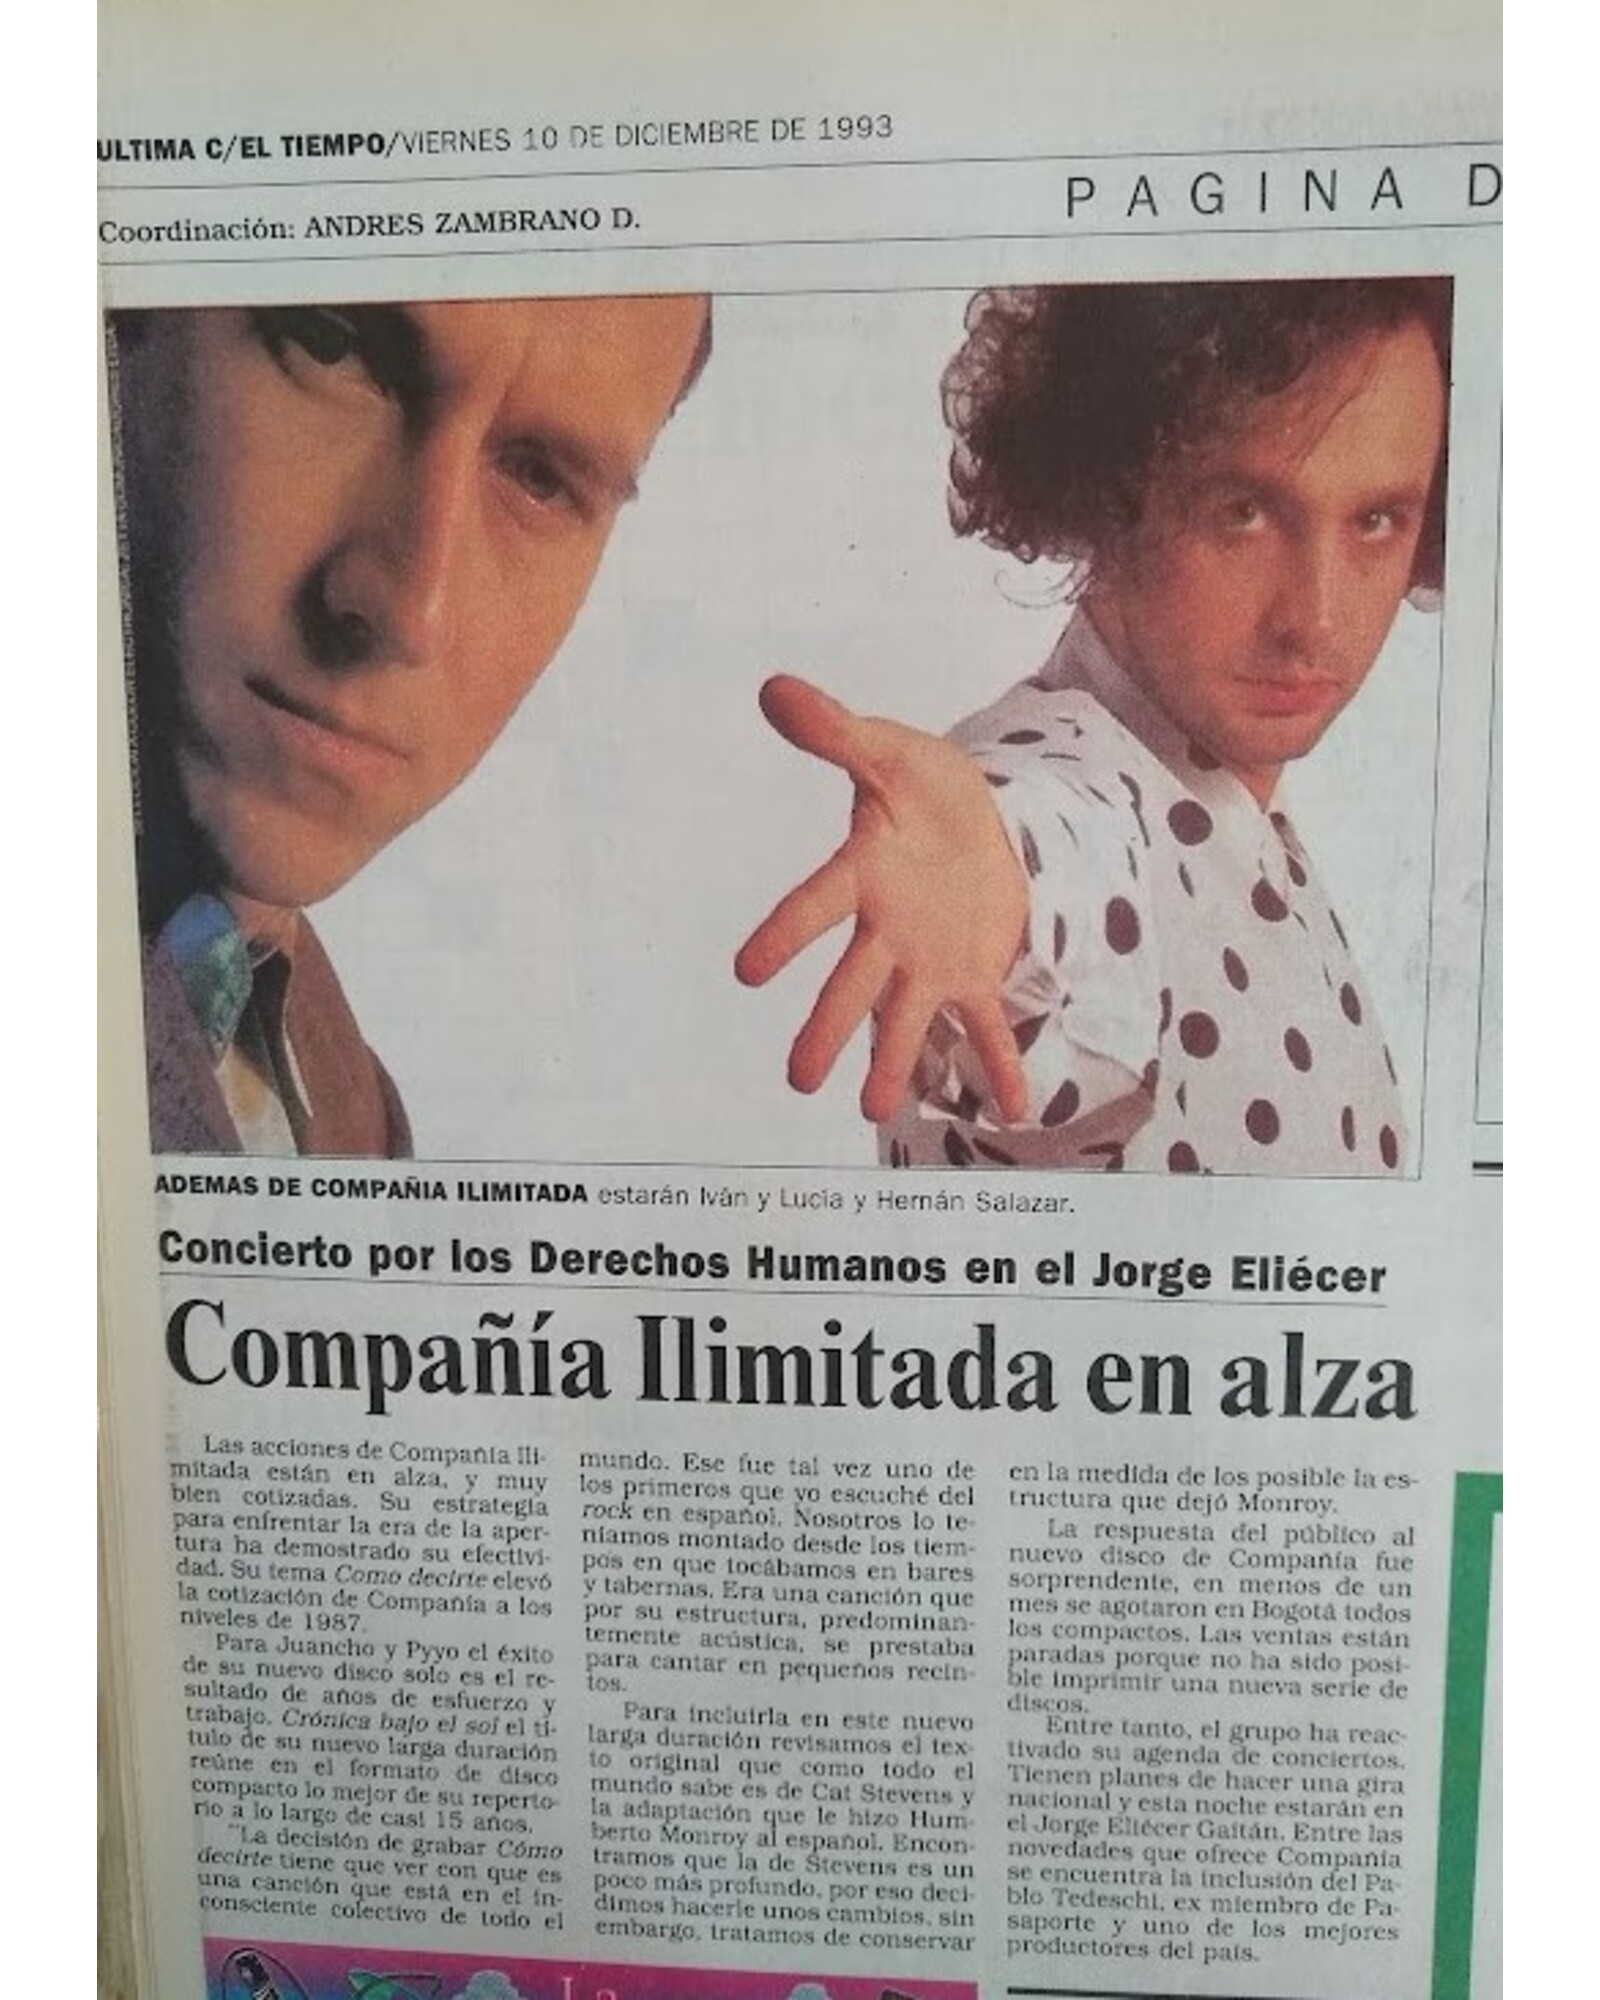 ULTIMA C/EL TIEMPO/VIERNES 10 DE DICIEMBRE DE 1993
PAGINA D
Coordinación: ANDRES ZAMBRANO D.
ADEMAS DE COMPAÑIA ILIMITADA estarán Iván y Lucía y Hernán Salazar.
Concierto por los Derechos Humanos en el Jorge Eliécer
Compañía Ilimitada en alza
Las acciones de Compañía Ili-
mitada están en alza, y muy
bien cotizadas. Su estrategia
para enfrentar la era de la aper-
tura ha demostrado su efectivi-
dad. Su tema Como decirte elevó
la cotización de Compañía a los
niveles de 1987.
Para Juancho y Pyyo el éxito
de su nuevo disco solo es el re-
sultado de años de esfuerzo y
trabajo. Crónica bajo el sol el tí-
tulo de su nuevo larga duración
reúne en el formato de disco
compacto lo mejor de su reperto-
rio a lo largo de casi 15 años.
"La decisión de grabar Cómo
decirte tiene que ver con que es
una canción que está en el in-
consciente colectivo de todo el
mundo. Ese fue tal vez uno de
los primeros que yo escuché del
rock en español. Nosotros lo te-
níamos montado desde los tiem-
pos en que tocábamos en bares
y tabernas. Era una canción que
por su estructura, predominan-
temente acústica, se prestaba
para cantar en pequeños recin-
tos.
Para incluirla en este nuevo
larga duración revisamos el tex-
to original que como todo el
mundo sabe es de Cat Stevens y
la adaptación que le hizo Hum-
berto Monroy al español. Encon-
tramos que la de Stevens es un
poco más profundo, por eso deci-
dimos hacerle unos cambios, sin
embargo, tratamos de conservar
en la medida de los posible la es-
tructura que dejó Monroy.
La respuesta del público al
nuevo disco de Compañía fue
sorprendente, en menos de un
mes se agotaron en Bogotá todos
los compactos. Las ventas están
paradas porque no ha sido posi-
ble imprimir una nueva serie de
discos.
Entre tanto, el grupo ha reac-
tivado su agenda de conciertos.
Tienen planes de hacer una gira
nacional y esta noche estarán en
el Jorge Eliécer Gaitán. Entre las
novedades que ofrece Compañía
se encuentra la inclusión del Pa-
blo Tedeschi, ex miembro de Pa-
saporte y uno de los mejores
productores del país.
La